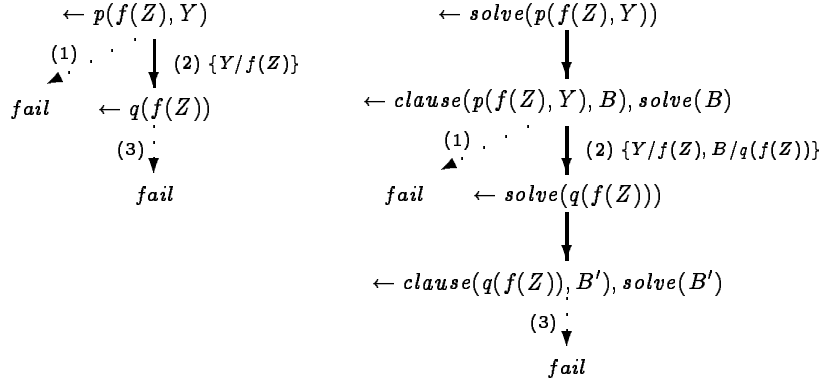 ← p(f(Z), Y)
(1)
(2) {Y/f(Z)}
fail
← q(f(Z))
(3)
fail
← solve(p(f(Z), Y))
← clause(p(f(Z), Y), B), solve(B)
(1)
(2) {Y/f(Z), B/q(f(Z))}
fail
← solve(q(f(Z)))
← clause(q(f(Z)), B'), solve(B')
(3)
fail